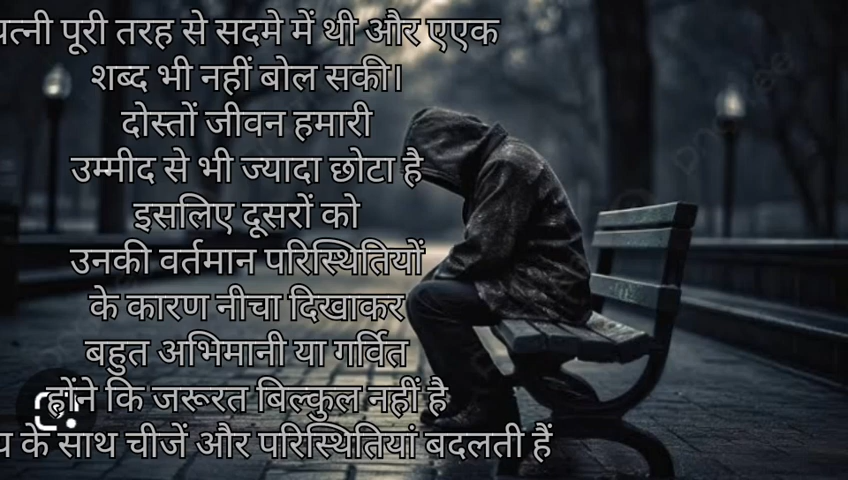 पत्नी पूरी तरह से सदमे में थी और एएक
शब्द भी नहीं बोल सकी।
दोस्तों जीवन हमारी
उम्मीद से भी ज्यादा छोटा है
इसलिए दूसरों को
उनकी वर्तमान परिस्थितियों
के कारण नीचा दिखाकर
बहुत अभिमानी या गर्वित
होंने कि जरूरत बिल्कुल नहीं है
के साथ चीजें और परिस्थितियां बदलती हैं